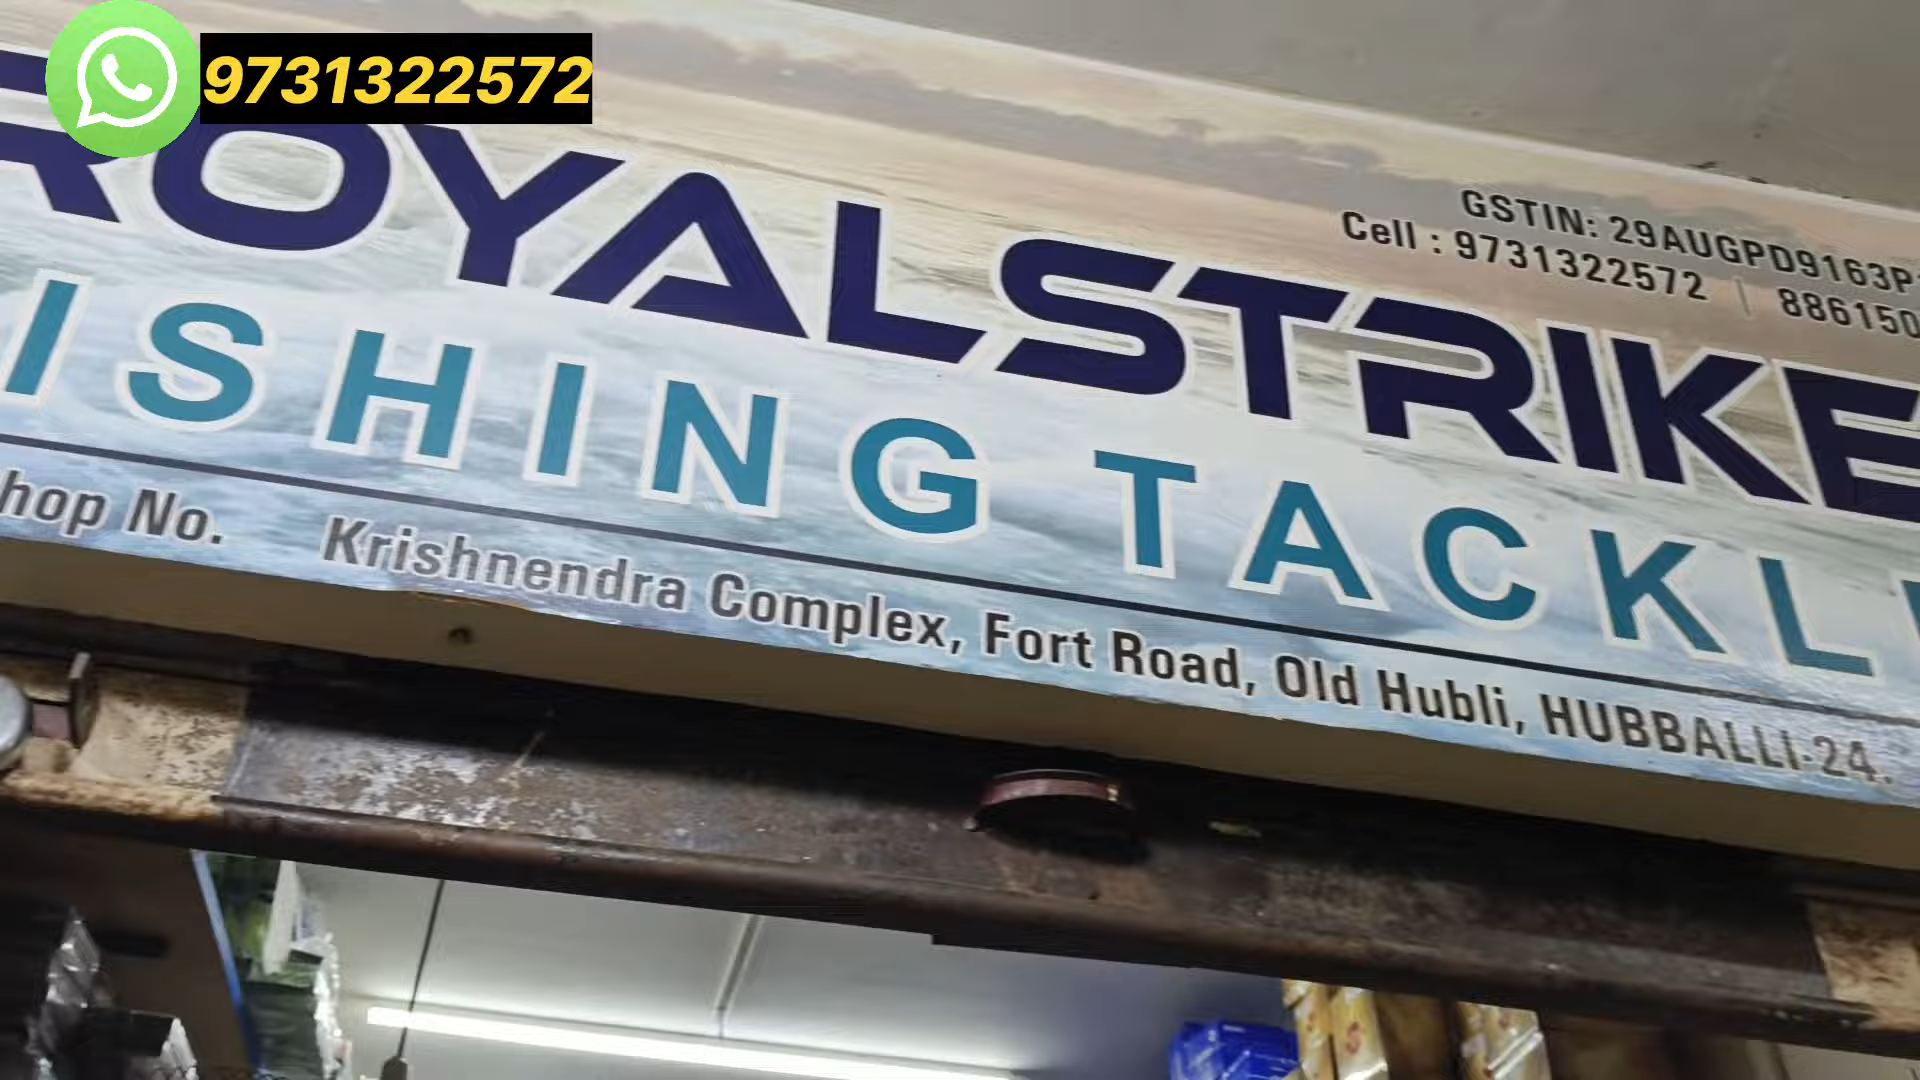 9731322572
GSTIN: 29AUGPD9163P
Cell : 9731322572 | 886150
ROYALSTRIKE
ISHING TACKL
hop No. Krishnendra Complex, Fort Road, Old Hubli, HUBBALLI-24.